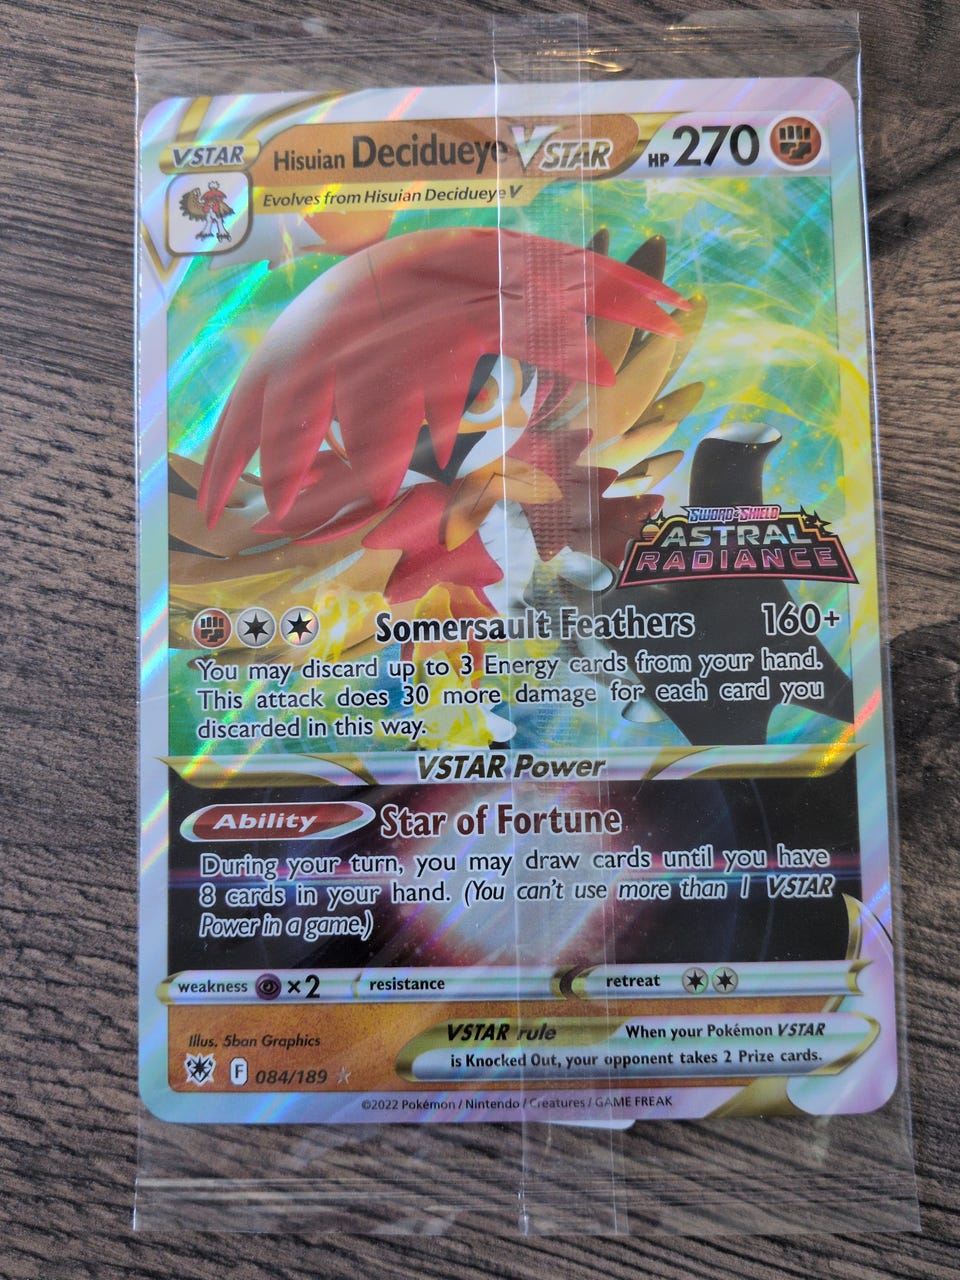 VSTAR
Hisuian Decidueye VSTAR HP 270
Evolves from Hisuian Decidueye V
SWORD & SHIELD
ASTRAL
RADIANCE
Somersault Feathers 160+
You may discard up to 3 Energy cards from your hand.
This attack does 30 more damage for each card you
discarded in this way.
VSTAR Power
Ability Star of Fortune
During your turn, you may draw cards until you have
8 cards in your hand. (You can't use more than 1 VSTAR
Power in a game.)
weakness ×2 resistance retreat
Illus. 5ban Graphics
VSTAR rule When your Pokémon VSTAR
is Knocked Out, your opponent takes 2 Prize cards.
F 084/189
©2022 Pokémon / Nintendo / Creatures / GAME FREAK